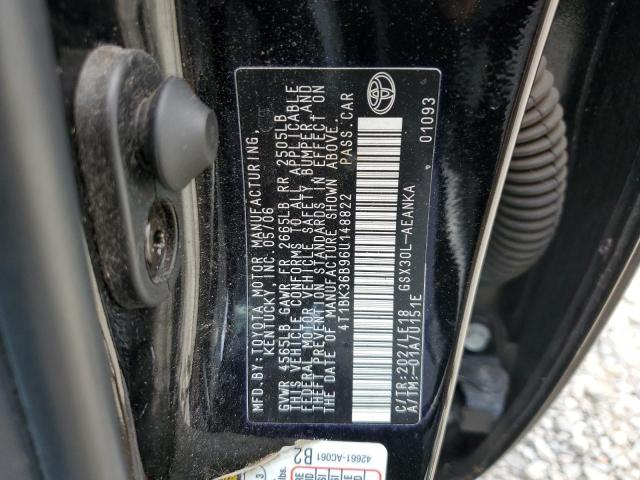 MFD.BY:TOYOTA MOTOR MANUFACTURING,
KENTUCKY, INC. 05/06
GVWR 4565LB GAWR FR 2665LB RR 2505LB
THIS VEHICLE CONFORMS TO ALL APPLICABLE
FEDERAL MOTOR VEHICLE SAFETY BUMPER, AND
THEFT PREVENTION STANDARDS IN EFFECT ON
THE DATE OF MANUFACTURE SHOWN ABOVE.
4T1BK36B96U148822 PASS.CAR
C/TR:202/LE18 GSX30L-AEANKA
A/TM:-01A/U151E 01093
42661-AC061
B2